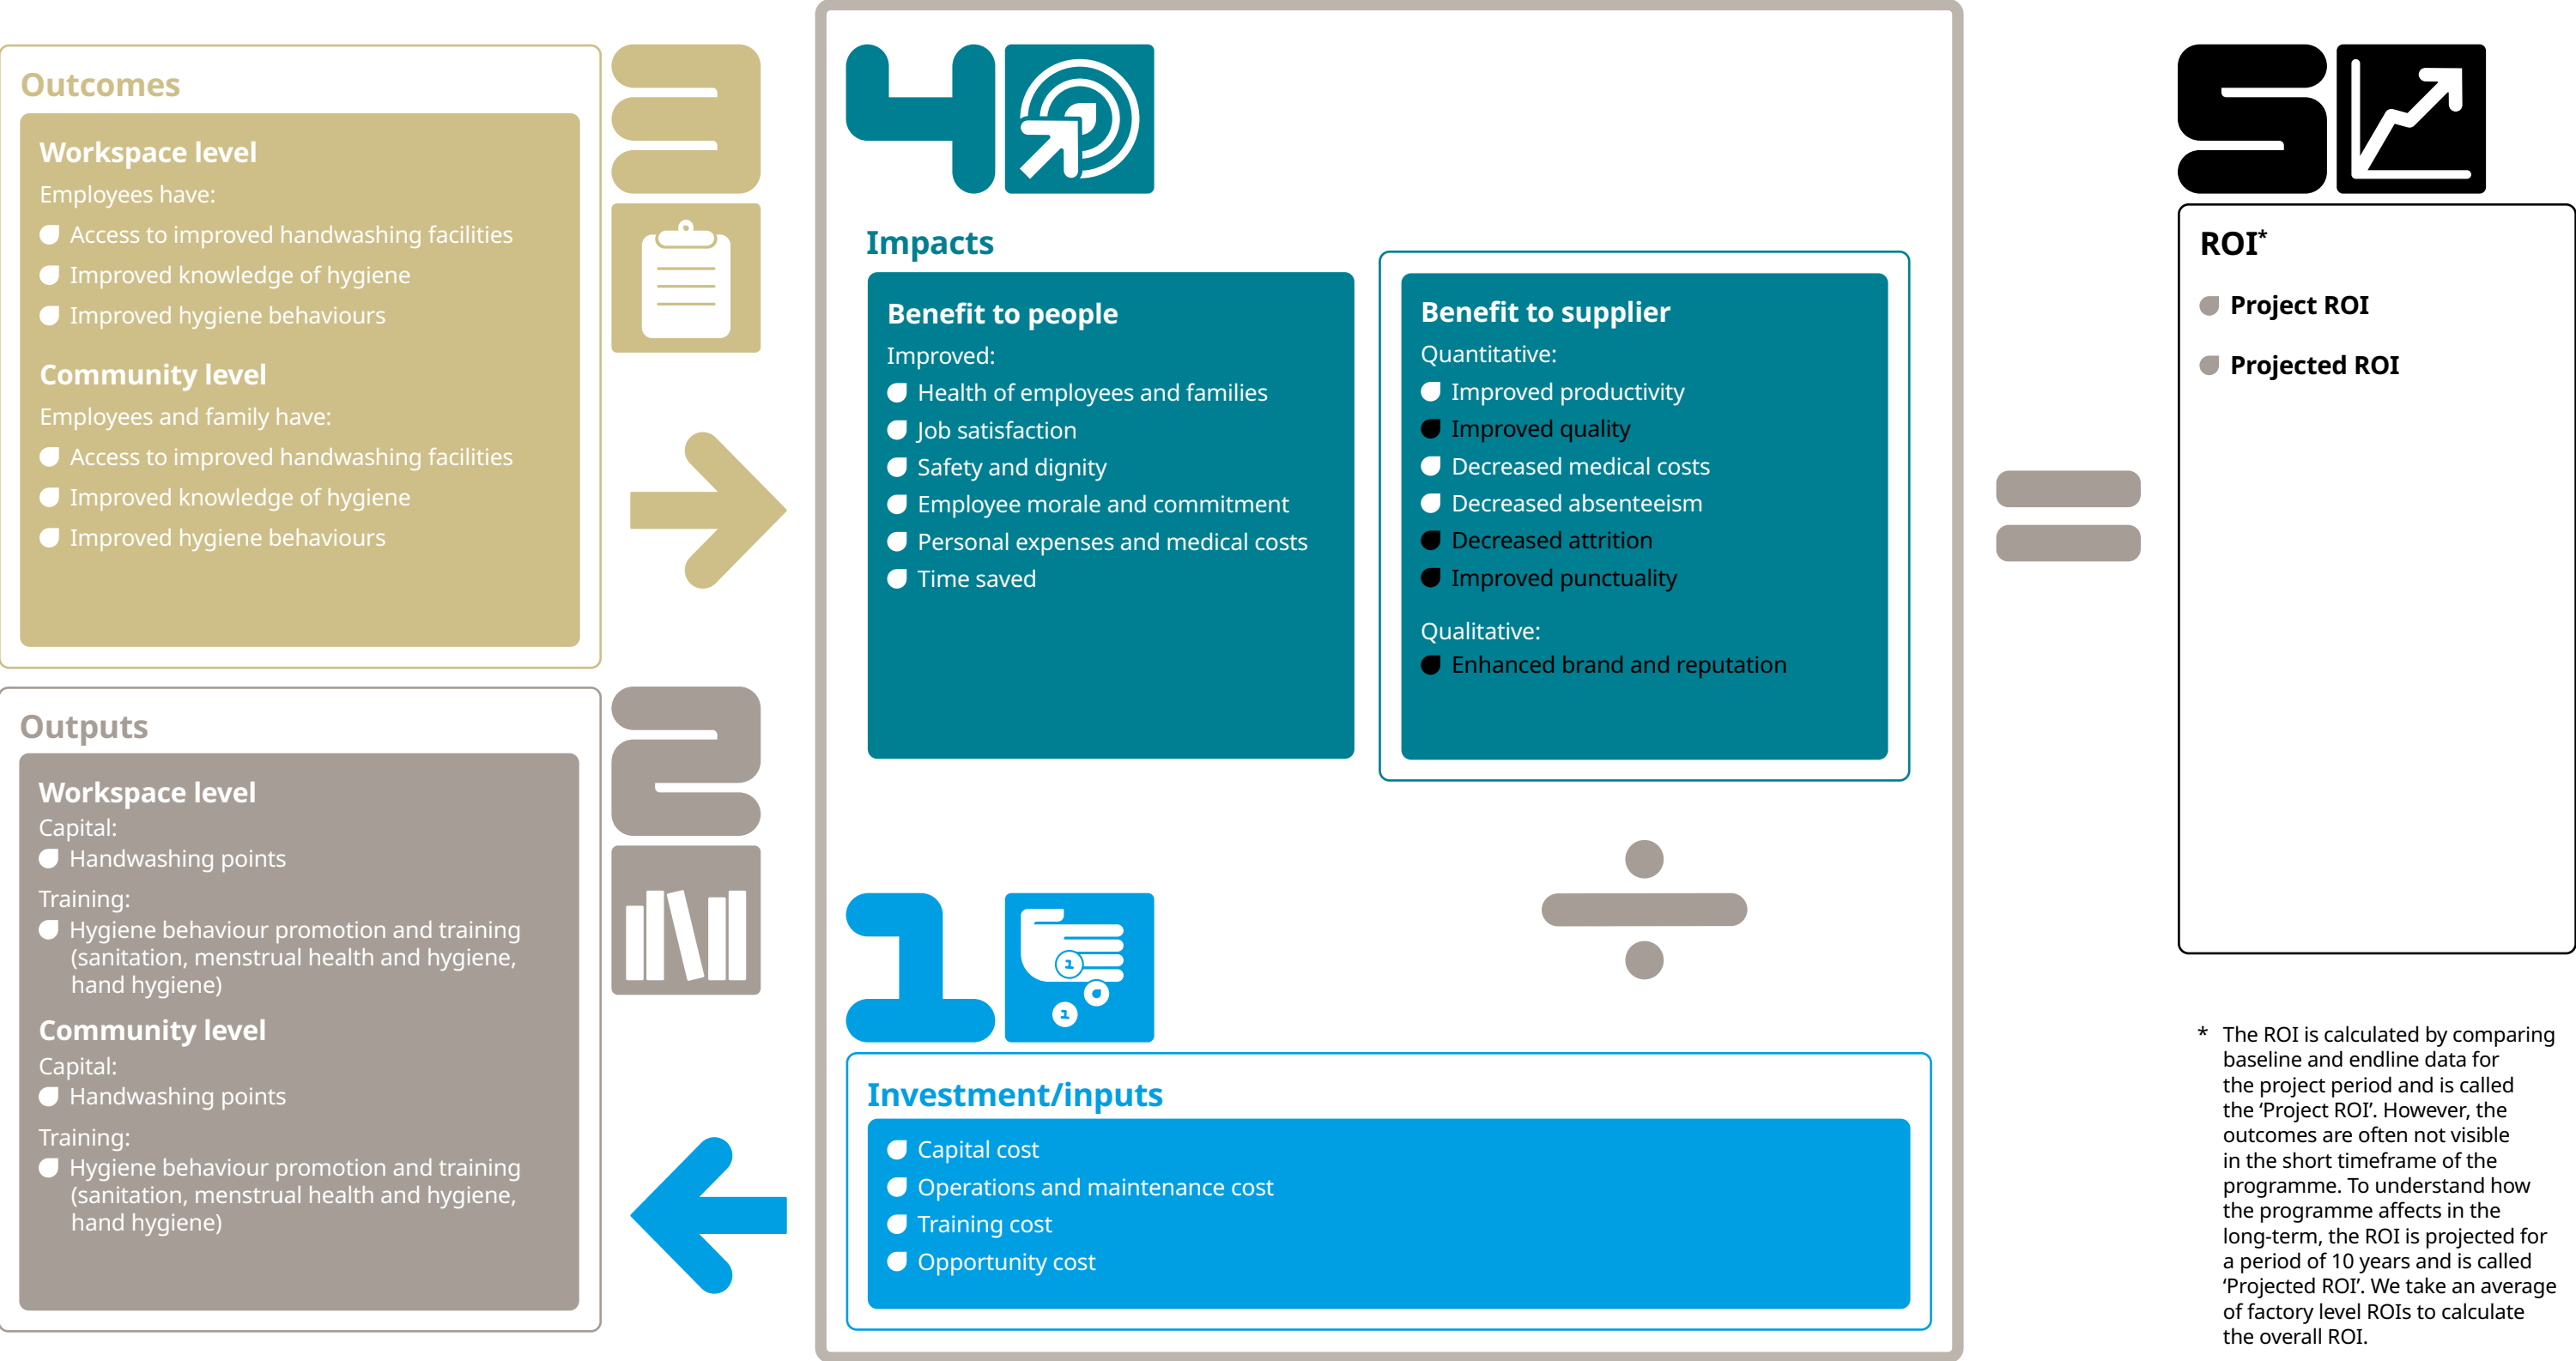 3
Outcomes
Workspace level
Employees have:
Access to improved handwashing facilities
Improved knowledge of hygiene
Improved hygiene behaviours
Community level
Employees and family have:
Access to improved handwashing facilities
Improved knowledge of hygiene
Improved hygiene behaviours
2
Outputs
Workspace level
Capital:
Handwashing points
Training:
Hygiene behaviour promotion and training
(sanitation, menstrual health and hygiene,
hand hygiene)
Community level
Capital:
Handwashing points
Training:
Hygiene behaviour promotion and training
(sanitation, menstrual health and hygiene,
hand hygiene)
4
Impacts
Benefit to people
Improved:
Health of employees and families
Job satisfaction
Safety and dignity
Employee morale and commitment
Personal expenses and medical costs
Time saved
Benefit to supplier
Quantitative:
Improved productivity
Improved quality
Decreased medical costs
Decreased absenteeism
Decreased attrition
Improved punctuality
Qualitative:
Enhanced brand and reputation
÷
1
1
1
Investment/inputs
Capital cost
Operations and maintenance cost
Training cost
Opportunity cost
=
5
ROI*
Project ROI
Projected ROI
* The ROI is calculated by comparing
baseline and endline data for
the project period and is called
the ‘Project ROI’. However, the
outcomes are often not visible
in the short timeframe of the
programme. To understand how
the programme affects in the
long-term, the ROI is projected for
a period of 10 years and is called
‘Projected ROI’. We take an average
of factory level ROIs to calculate
the overall ROI.